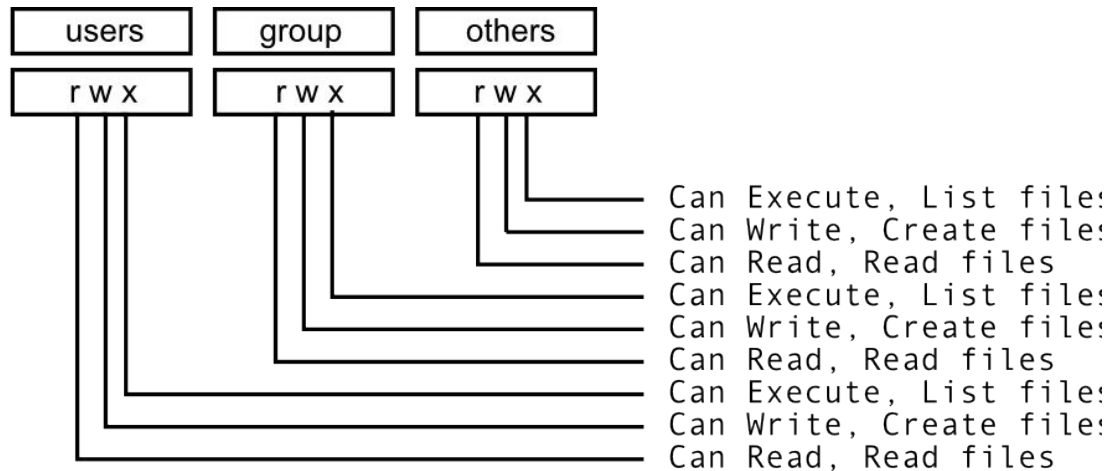 users group others
r w x r w x r w x
Can Execute, List files
Can Write, Create files
Can Read, Read files
Can Execute, List files
Can Write, Create files
Can Read, Read files
Can Execute, List files
Can Write, Create files
Can Read, Read files